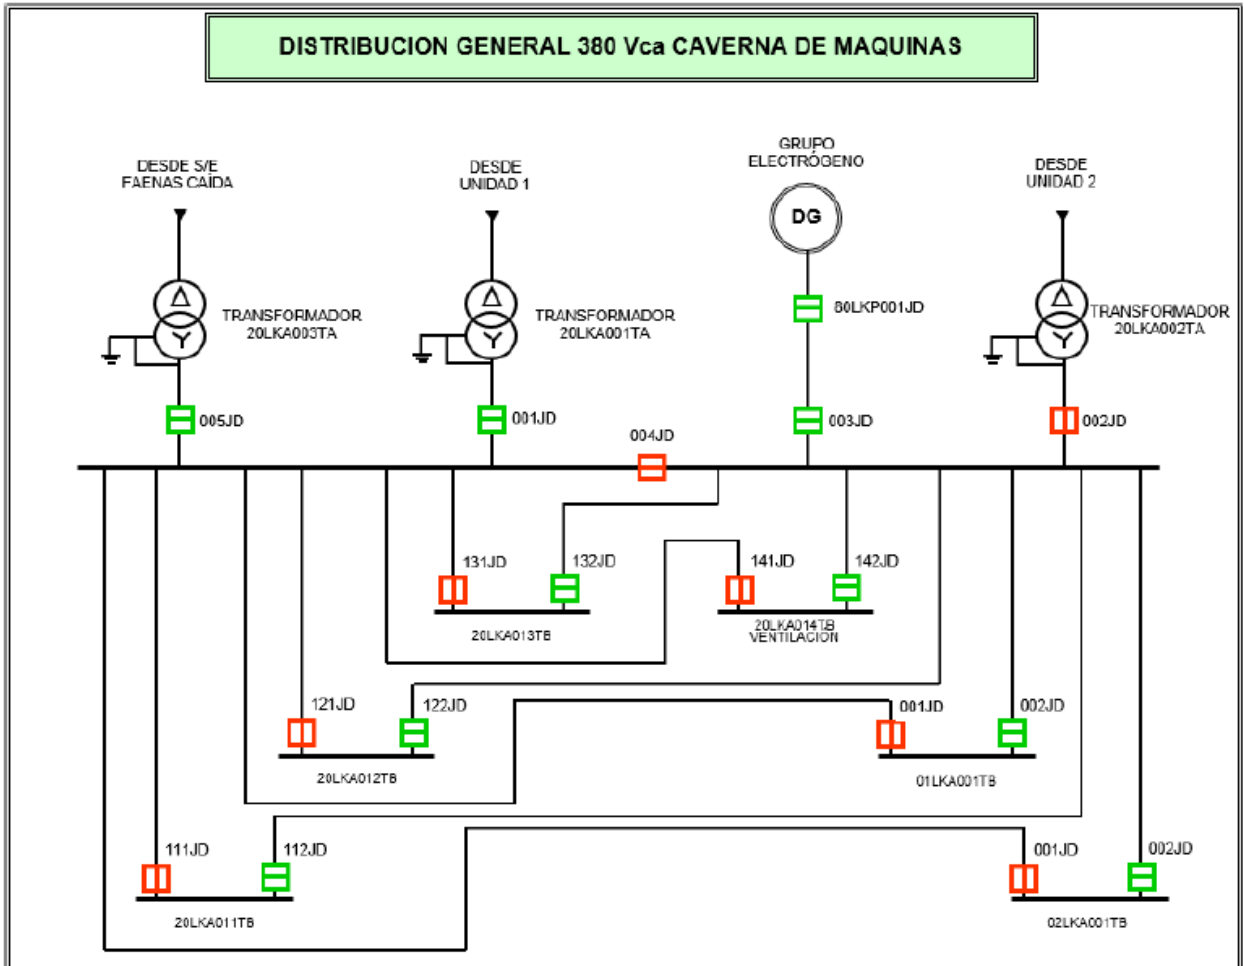 DISTRIBUCION GENERAL 380 Vca CAVERNA DE MAQUINAS
DESDE S/E
FAENAS CAÍDA
DESDE
UNIDAD 1
GRUPO
ELECTRÓGENO
DESDE
UNIDAD 2
DG
TRANSFORMADOR
20LKA003TA
TRANSFORMADOR
20LKA001TA
80LKP001JD
TRANSFORMADOR
20LKA002TA
005JD
001JD
003JD
002JD
004JD
131JD
132JD
141JD
142JD
20LKA013TB
20LKA014TB
VENTILACIÓN
121JD
122JD
001JD
002JD
20LKA012TB
01LKA001TB
111JD
112JD
001JD
002JD
20LKA011TB
02LKA001TB